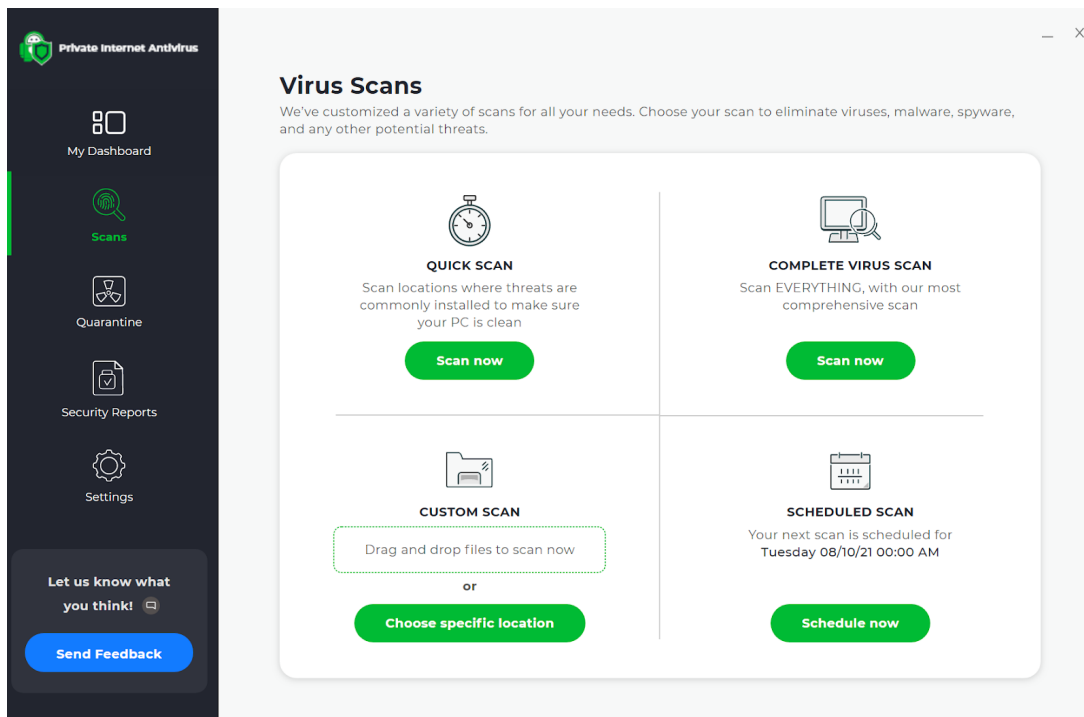 Private Internet Antivirus
My Dashboard
Scans
Quarantine
Security Reports
Settings
Let us know what
you think!
Send Feedback
Virus Scans
We've customized a variety of scans for all your needs. Choose your scan to eliminate viruses, malware, spyware,
and any other potential threats.
QUICK SCAN
Scan locations where threats are
commonly installed to make sure
your PC is clean
Scan now
COMPLETE VIRUS SCAN
Scan EVERYTHING, with our most
comprehensive scan
Scan now
CUSTOM SCAN
Drag and drop files to scan now
or
Choose specific location
SCHEDULED SCAN
Your next scan is scheduled for
Tuesday 08/10/21 00:00 AM
Schedule now